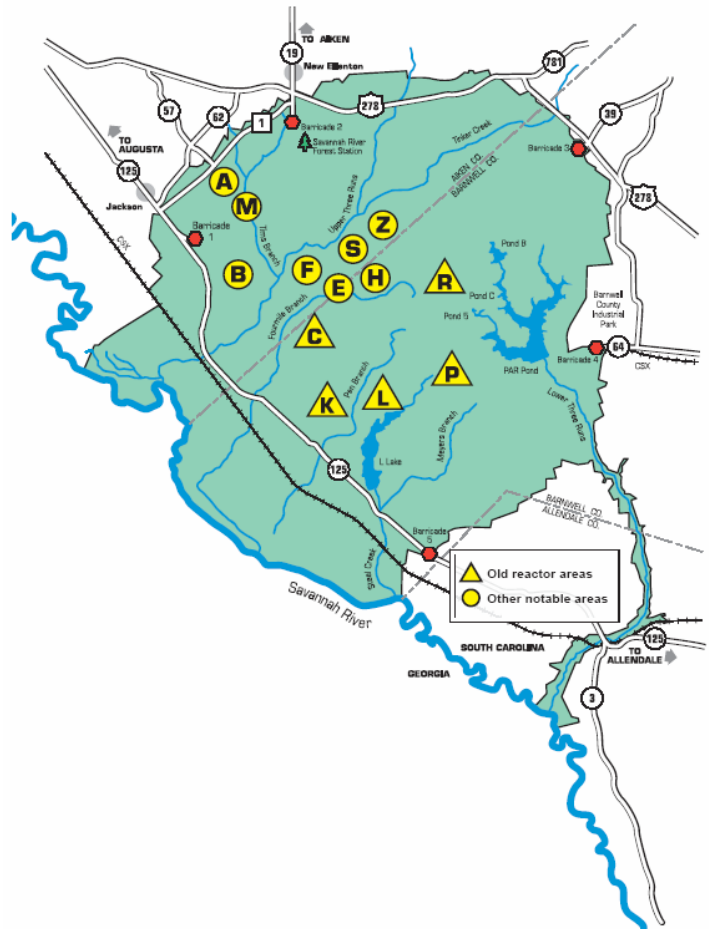 TO AIKEN
19
New Ellenton
781
57
62
1
278
39
TO
AUGUSTA
125
Barricade 2
Savannah River
Forest Station
Tinker Creek
Barricade 3
AIKEN CO.
BARNWELL CO.
278
A
M
Jackson
Barricade
1
CSX
Upper Three Runs
Tims Branch
Z
S
B
F
E
H
R
Pond B
Pond C
Pond 5
Fourmile Branch
C
Barnwell
County
Industrial
Park
Barricade 4
64
CSX
PAR Pond
P
K
L
Pen Branch
Lower Three Runs
Meyers Branch
L Lake
125
BARNWELL CO.
ALLENDALE CO.
Barricade
5
Steel Creek
Old reactor areas
Other notable areas
Savannah River
SOUTH CAROLINA
GEORGIA
125
TO
ALLENDALE
3